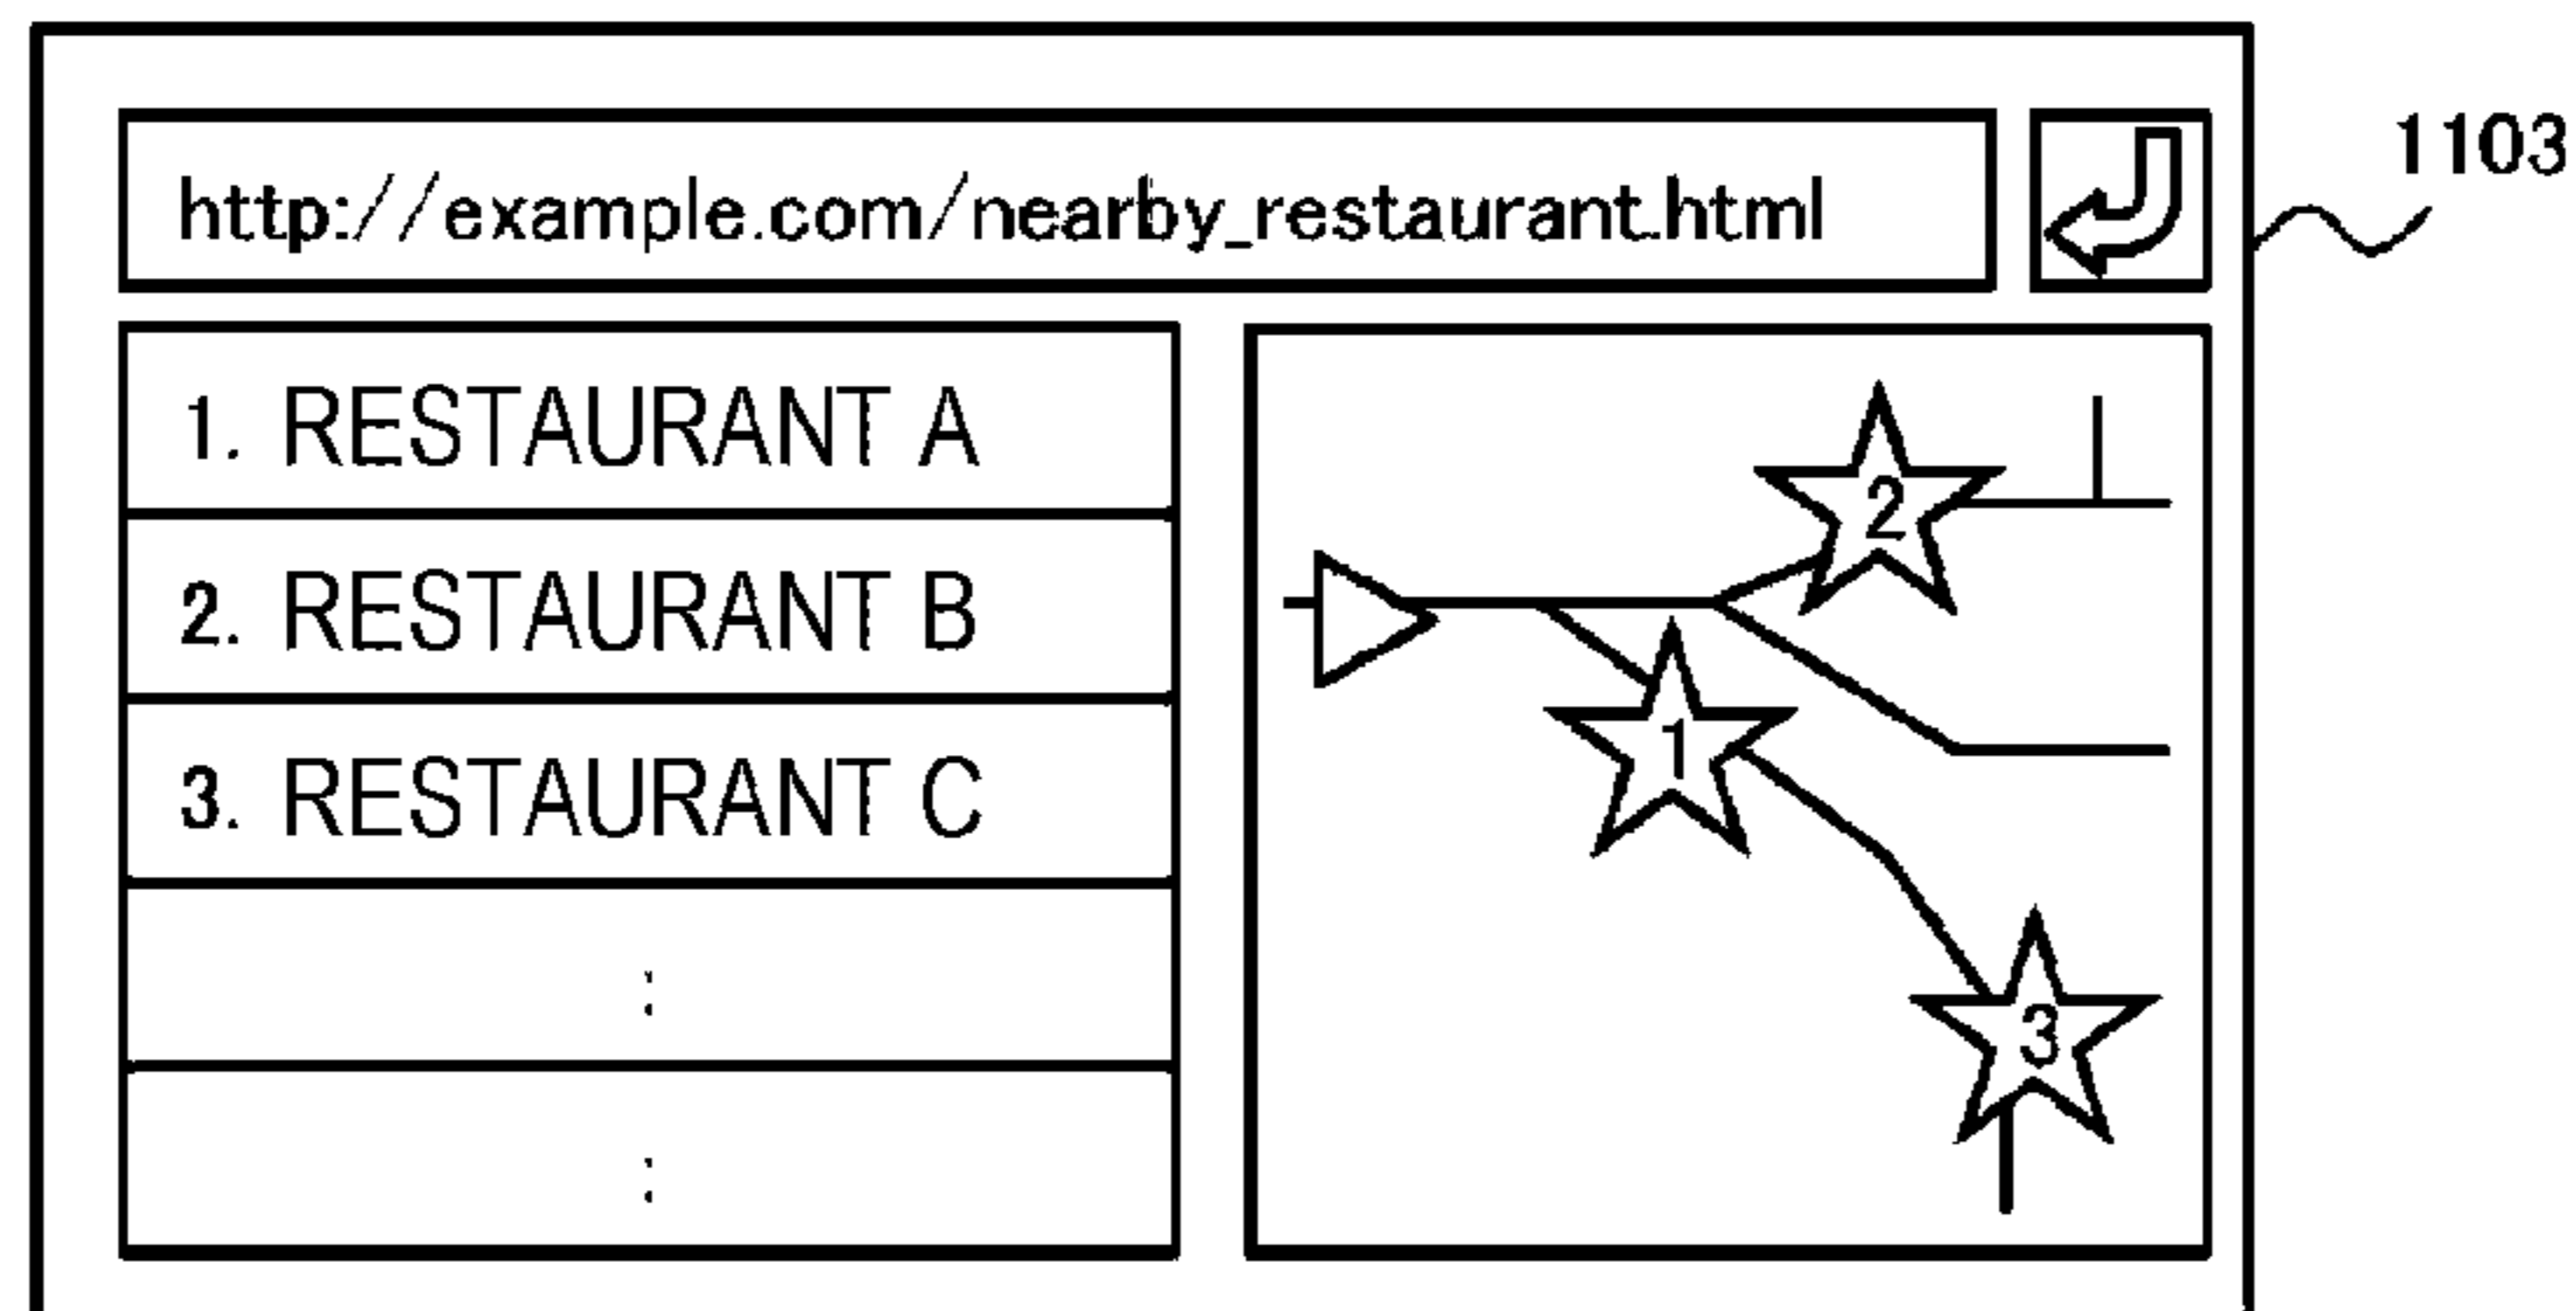 http://example.com/nearby_restaurant.html
1103
1. RESTAURANT A
2. RESTAURANT B
3. RESTAURANT C
:
:
2
1
3